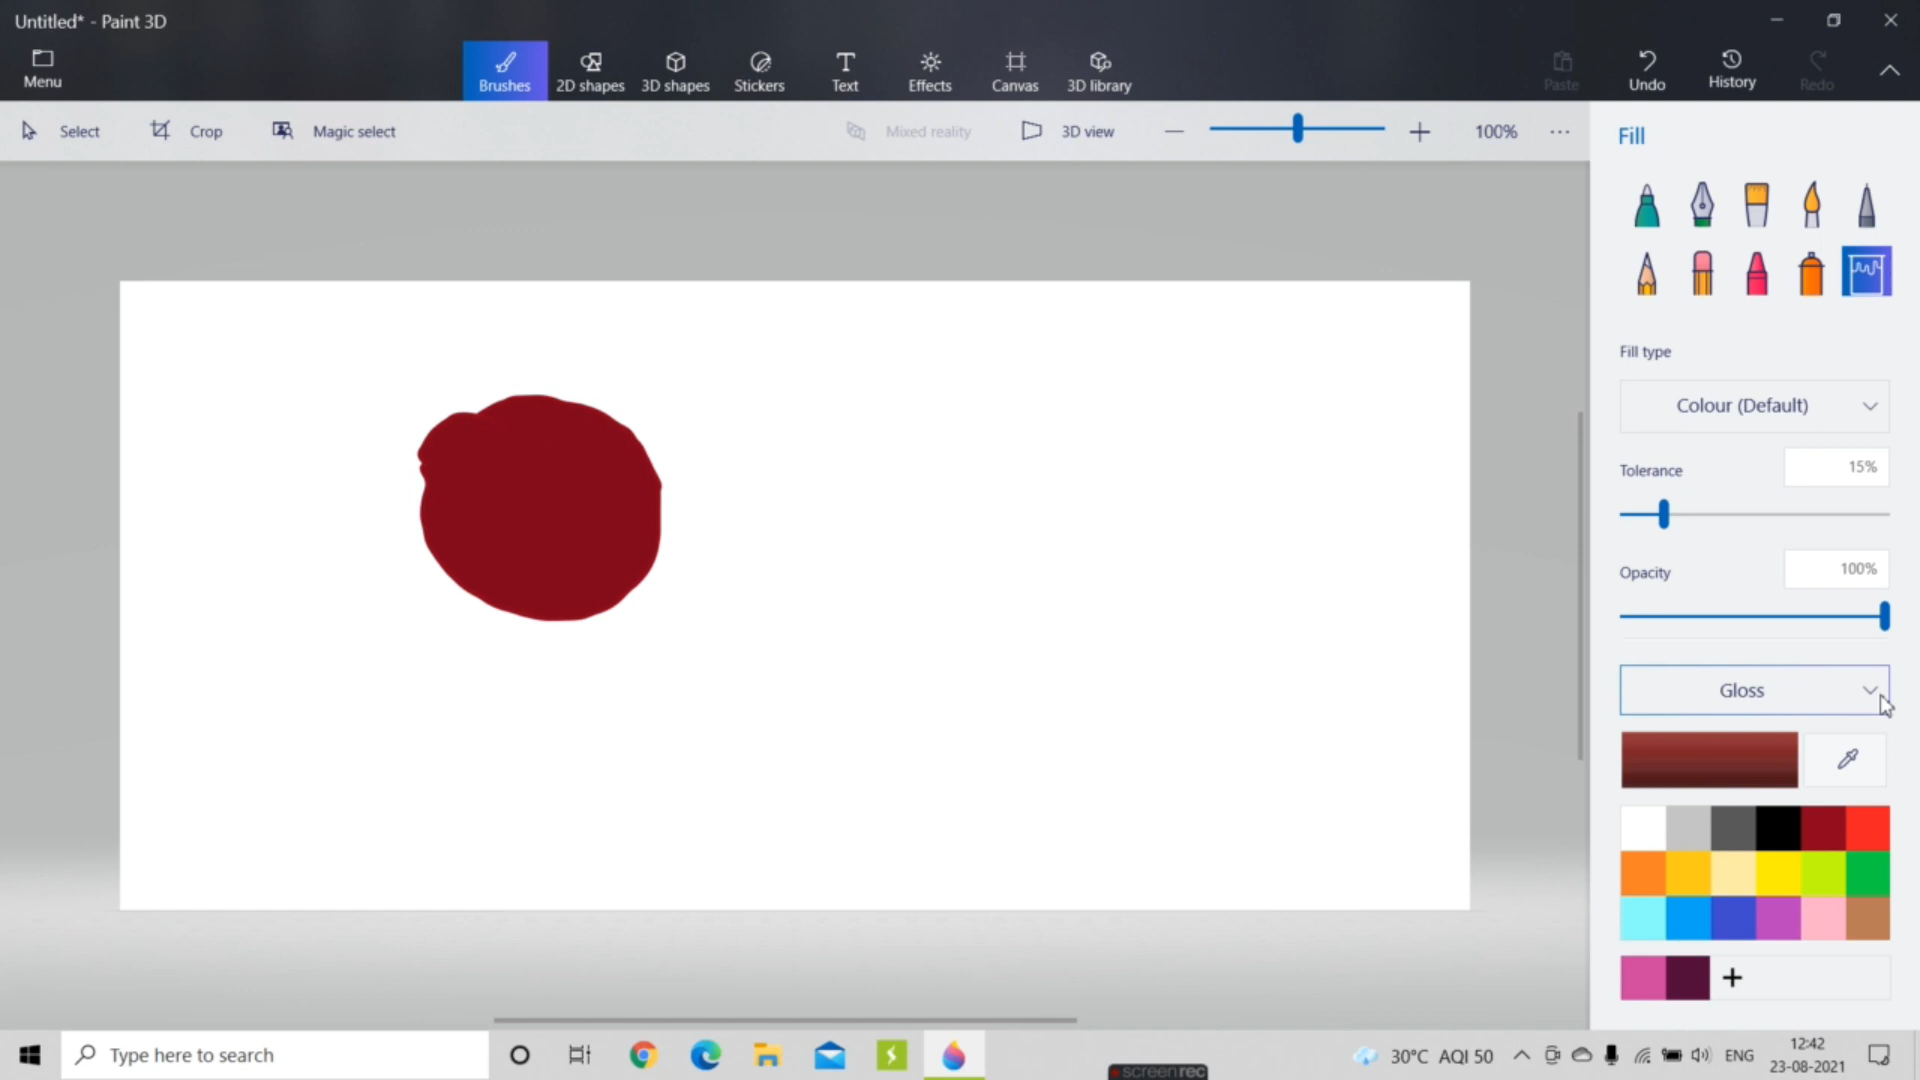 Untitled* - Paint 3D
Menu
Brushes
2D shapes
3D shapes
Stickers
Text
Effects
Canvas
3D library
Paste
Undo
History
Redo
Select
Crop
Magic select
Mixed reality
3D view
100%
Fill
Fill type
Colour (Default)
Tolerance
15%
Opacity
100%
Gloss
Type here to search
30°C AQI 50
ENG
12:42
23-08-2021
screenrec